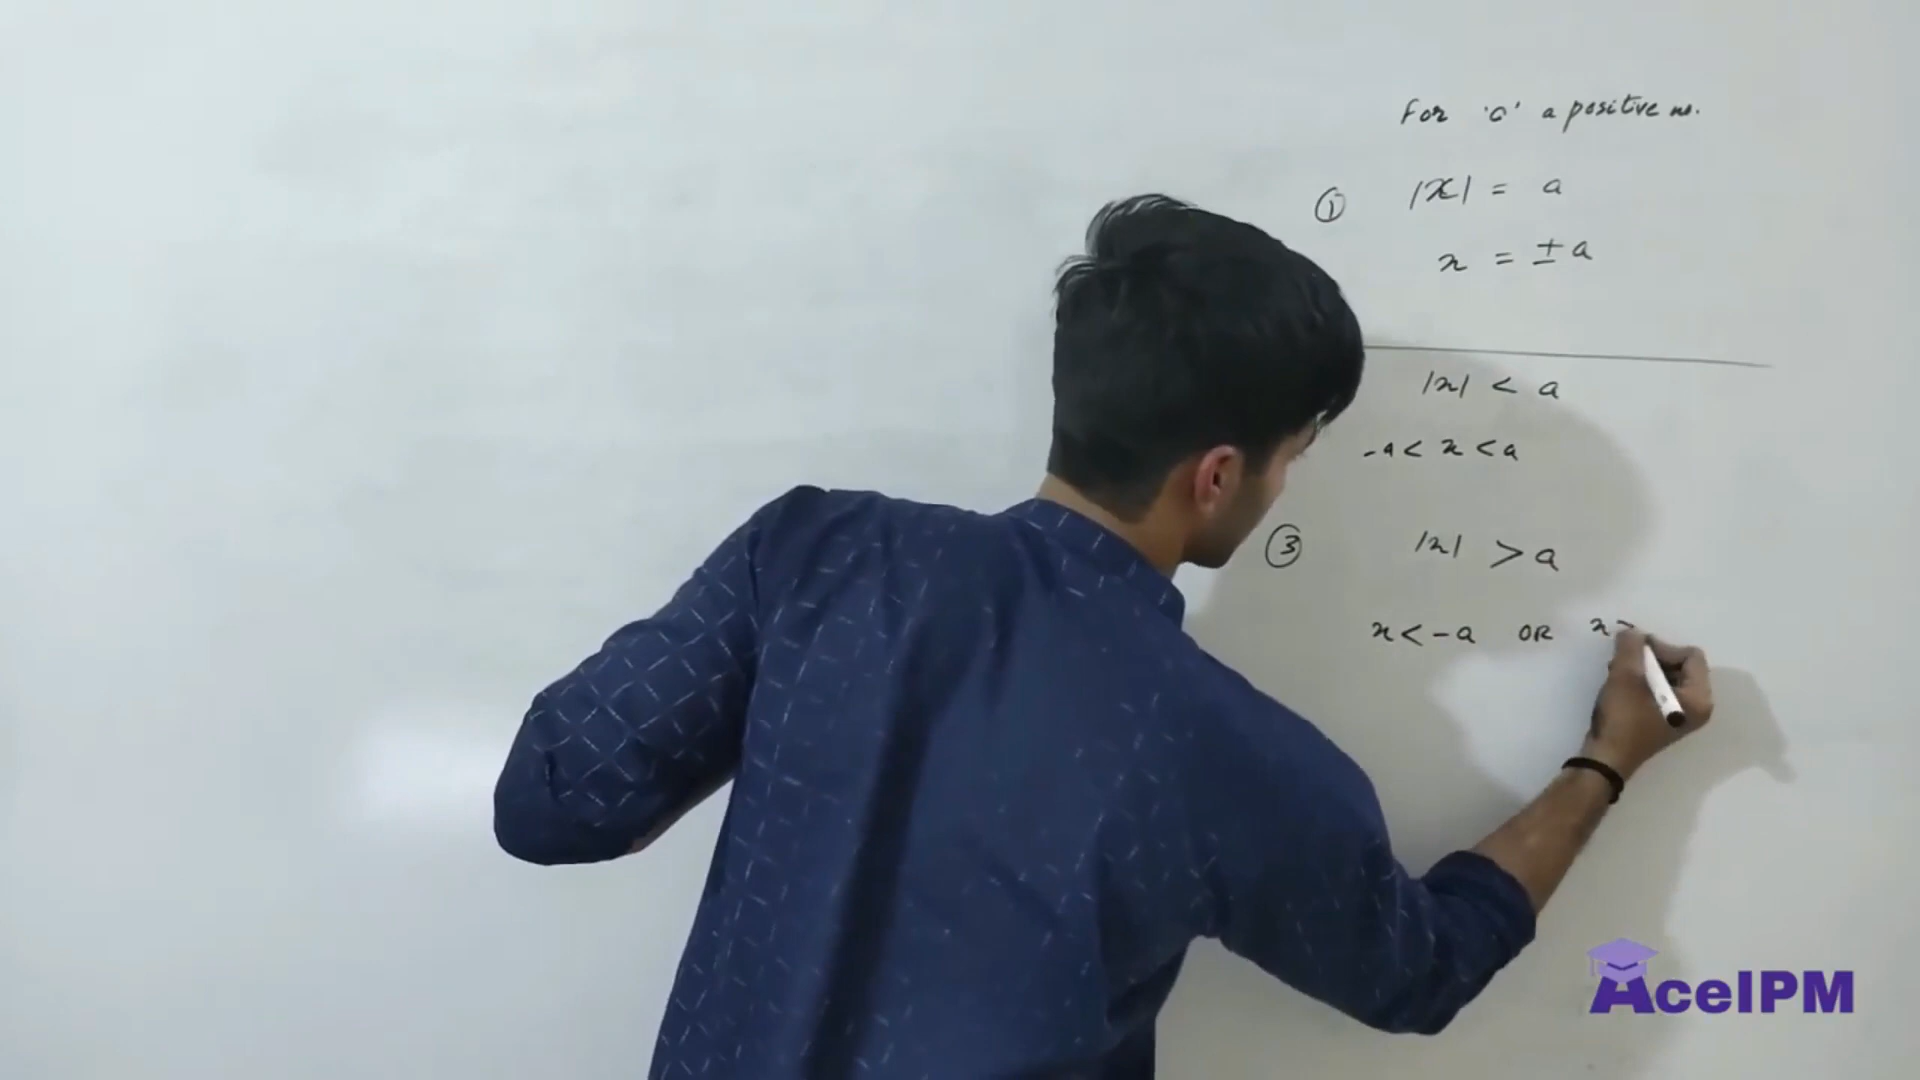 For 'a' a positive no.
① |x| = a
x = ±a
|x| < a
-a < x < a
③ |x| > a
x < -a OR x >
AceIPM